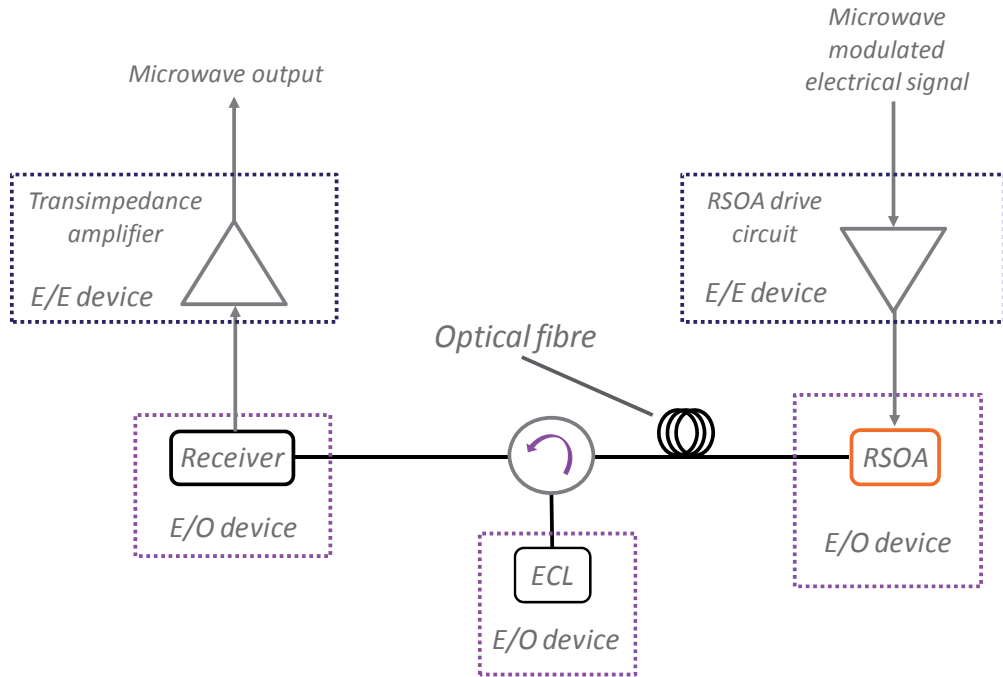 Microwave output
Microwave
modulated
electrical signal
Transimpedance
amplifier
E/E device
RSOA drive
circuit
E/E device
Optical fibre
Receiver
E/O device
RSOA
E/O device
ECL
E/O device